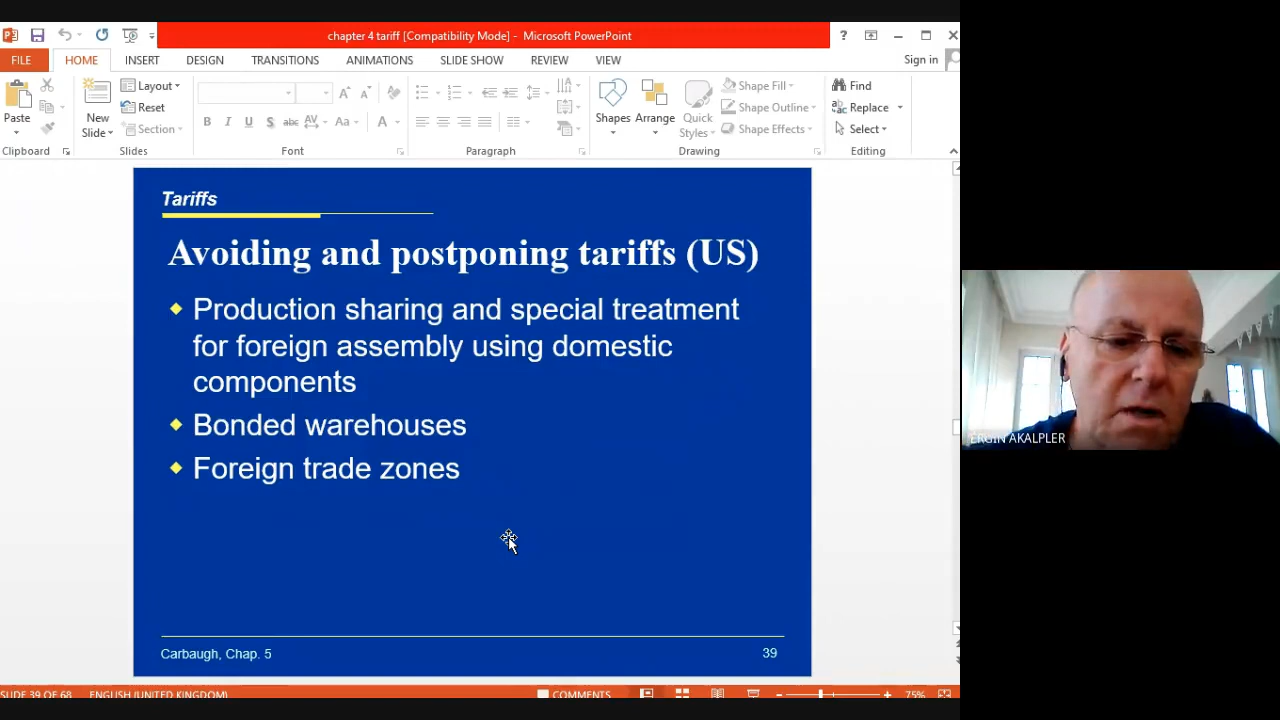 chapter 4 tariff [Compatibility Mode] - Microsoft PowerPoint
FILE HOME INSERT DESIGN TRANSITIONS ANIMATIONS SLIDE SHOW REVIEW VIEW Sign in
Paste
New Slide
Layout
Reset
Section
Shapes
Arrange
Quick Styles
Shape Fill
Shape Outline
Shape Effects
Find
Replace
Select
Clipboard Slides Font Paragraph Drawing Editing
Tariffs
Avoiding and postponing tariffs (US)
Production sharing and special treatment
for foreign assembly using domestic
components
Bonded warehouses
Foreign trade zones
Carbaugh, Chap. 5 39
SLIDE 39 OF 68 ENGLISH (UNITED KINGDOM) COMMENTS 75%
ERGIN AKALPLER